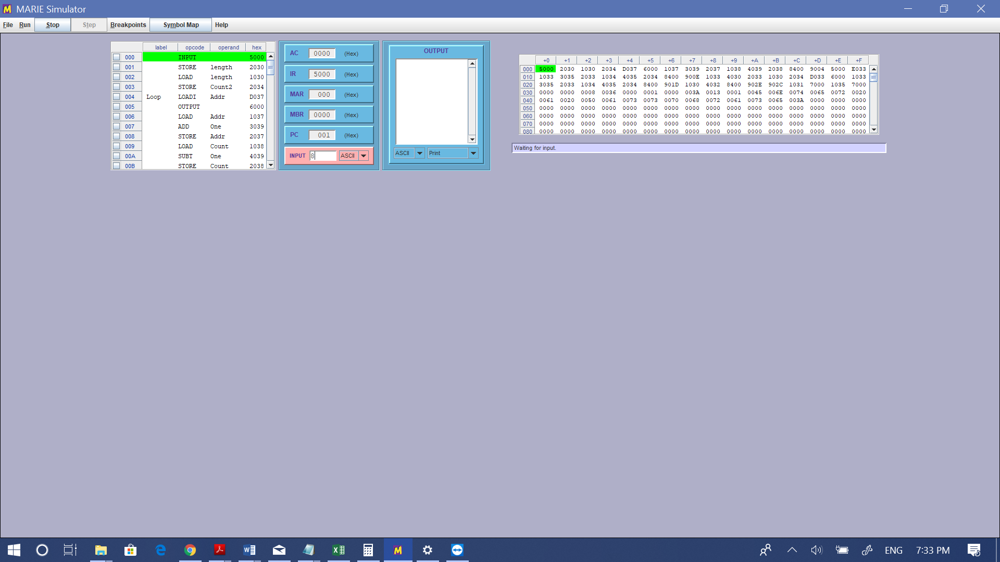 MARIE Simulator
File Run Stop Step Breakpoints Symbol Map Help
label opcode operand hex
000 INPUT 5000
001 STORE length 2030
002 LOAD length 1030
003 STORE Count2 2034
004 Loop LOADI Addr D037
005 OUTPUT 6000
006 LOAD Addr 1037
007 ADD One 3039
008 STORE Addr 2037
009 LOAD Count 1038
00A SUBT One 4039
00B STORE Count 2038
AC 0000 (Hex)
IR 5000 (Hex)
MAR 000 (Hex)
MBR 0000 (Hex)
PC 001 (Hex)
INPUT 8 ASCII
OUTPUT
ASCII Print
+0 +1 +2 +3 +4 +5 +6 +7 +8 +9 +A +B +C +D +E +F
000 5000 2030 1030 2034 D037 6000 1037 3039 2037 1038 4039 2038 8400 9004 5000 E033
010 1033 3035 2033 1034 4035 2034 8400 900E 1033 4030 2033 1030 2034 D033 6000 1033
020 3035 2033 1034 4035 2034 8400 901D 1030 4032 8400 902E 902C 1031 7000 1035 7000
030 0000 0000 0008 0036 0000 0001 0000 003A 0013 0001 0045 006E 0074 0065 0072 0020
040 0061 0020 0050 0061 0073 0073 0070 0068 0072 0061 0073 0065 003A 0000 0000 0000
050 0000 0000 0000 0000 0000 0000 0000 0000 0000 0000 0000 0000 0000 0000 0000 0000
060 0000 0000 0000 0000 0000 0000 0000 0000 0000 0000 0000 0000 0000 0000 0000 0000
070 0000 0000 0000 0000 0000 0000 0000 0000 0000 0000 0000 0000 0000 0000 0000 0000
080 0000 0000 0000 0000 0000 0000 0000 0000 0000 0000 0000 0000 0000 0000 0000 0000
Waiting for input.
ENG 7:33 PM